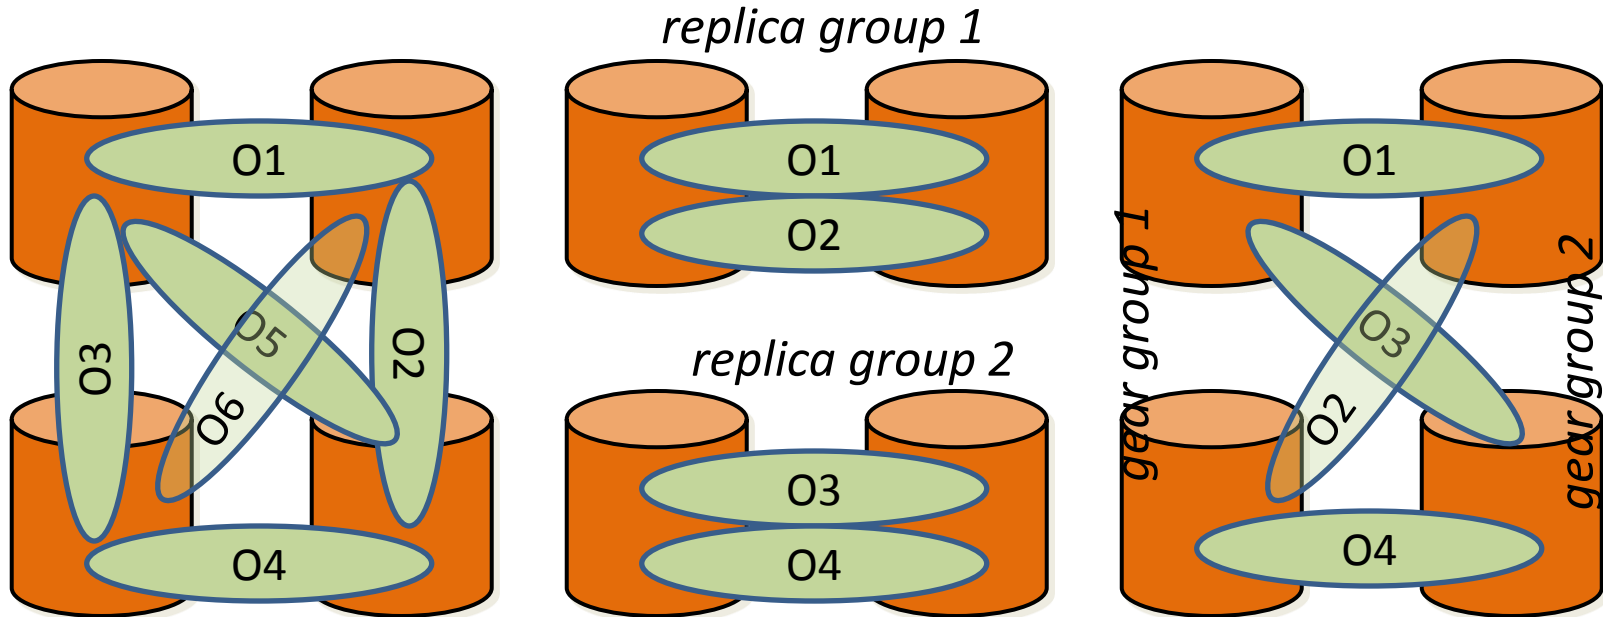 O1
O3
O5
O6
O2
O4
replica group 1
O1
O2
replica group 2
O3
O4
gear group 1
O1
O3
O2
O4
gear group 2